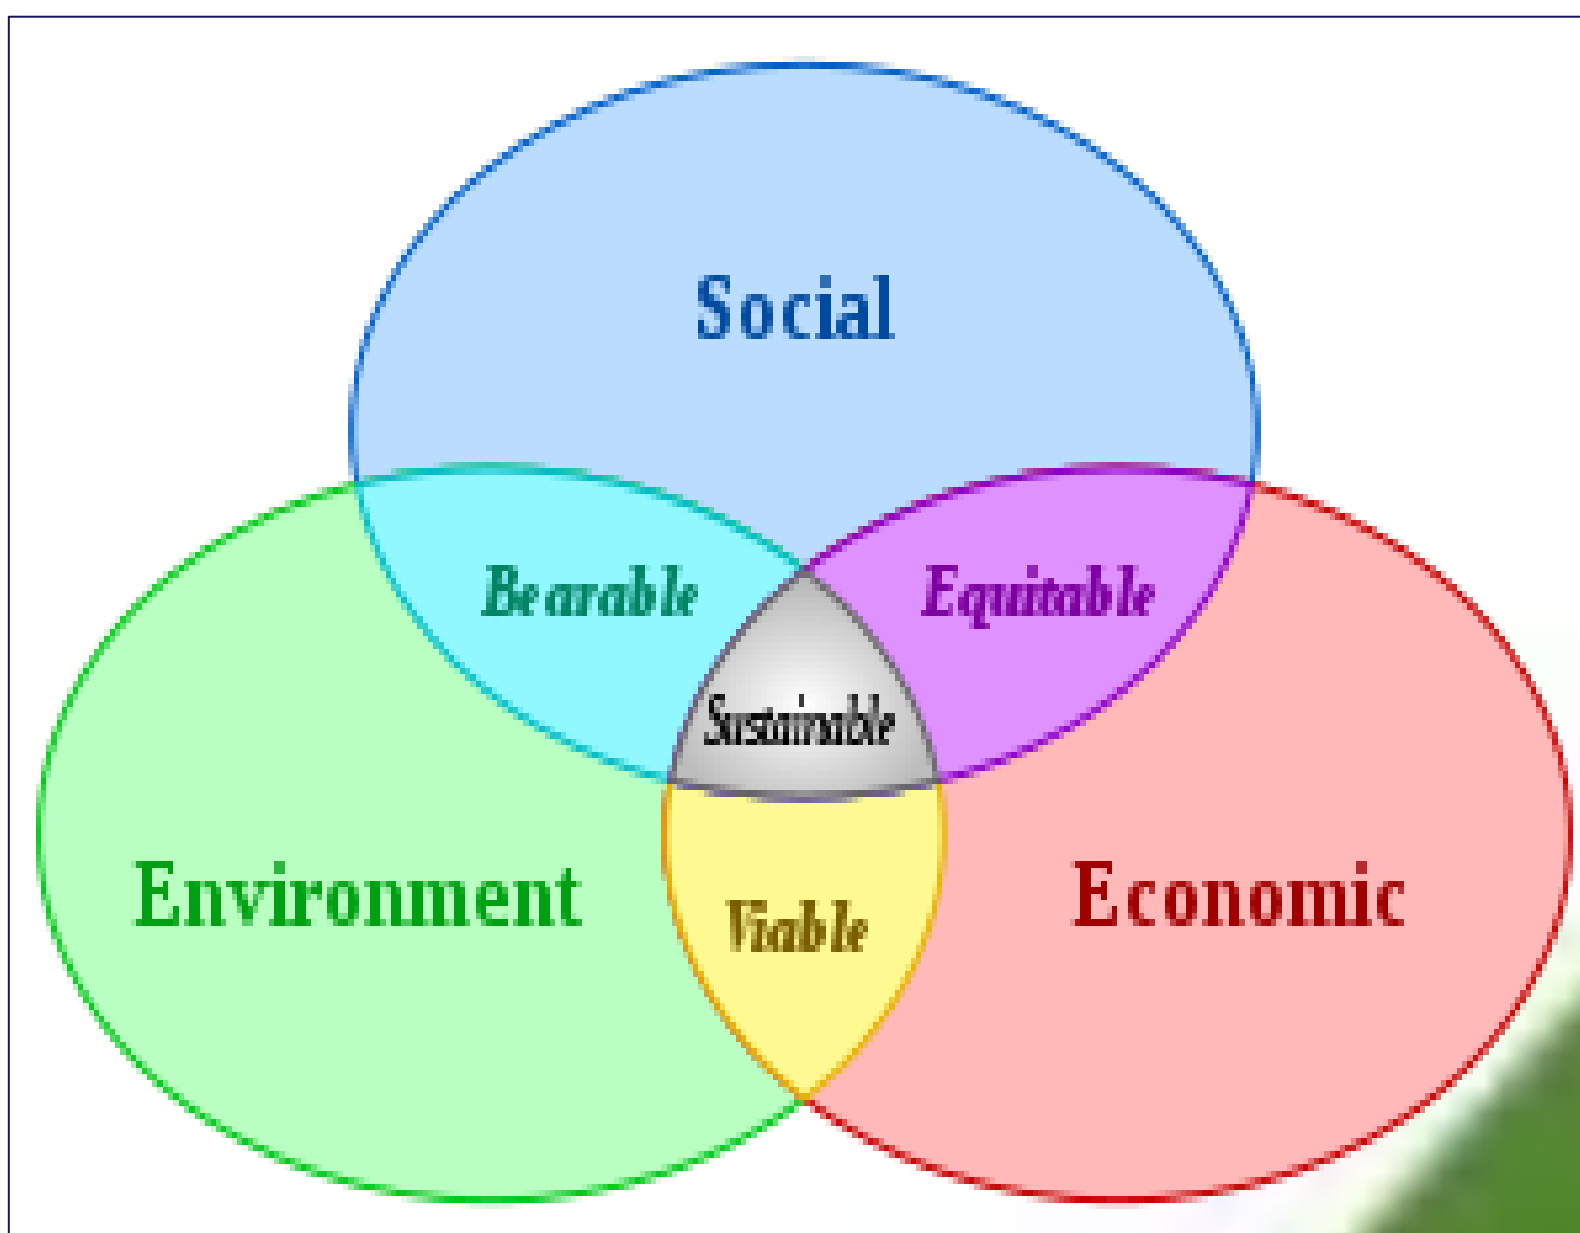 Social
Bearable
Equitable
Sustainable
Environment
Economic
Viable